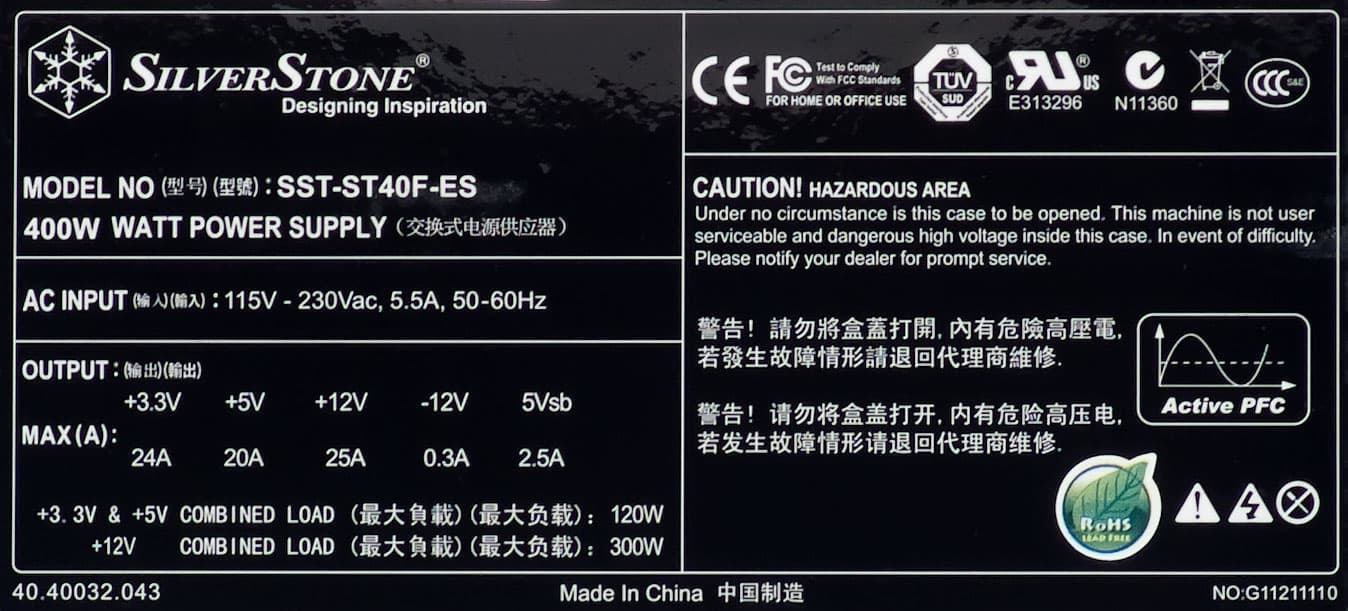 SILVERSTONE®
Designing Inspiration
MODEL NO (型号) (型號) : SST-ST40F-ES
400W WATT POWER SUPPLY (交换式电源供应器)
AC INPUT (输入)(輸入) : 115V - 230Vac, 5.5A, 50-60Hz
OUTPUT : (输出)(輸出)
+3.3V +5V +12V -12V 5Vsb
MAX(A):
24A 20A 25A 0.3A 2.5A
+3.3V & +5V COMBINED LOAD (最大負載)(最大负载): 120W
+12V COMBINED LOAD (最大負載)(最大负载): 300W
CE FC Test to Comply
With FCC Standards
FOR HOME OR OFFICE USE
S
TÜV
SUD
c RU ® US
E313296
N11360
CCC S&E
CAUTION! HAZARDOUS AREA
Under no circumstance is this case to be opened. This machine is not user
serviceable and dangerous high voltage inside this case. In event of difficulty.
Please notify your dealer for prompt service.
警告! 請勿將盒蓋打開, 內有危險高壓電,
若發生故障情形請退回代理商維修.
警告! 请勿将盒盖打开, 内有危险高压电,
若发生故障情形请退回代理商维修.
Active PFC
RoHS
LEAD FREE
40.40032.043
Made In China 中国制造
NO:G11211110